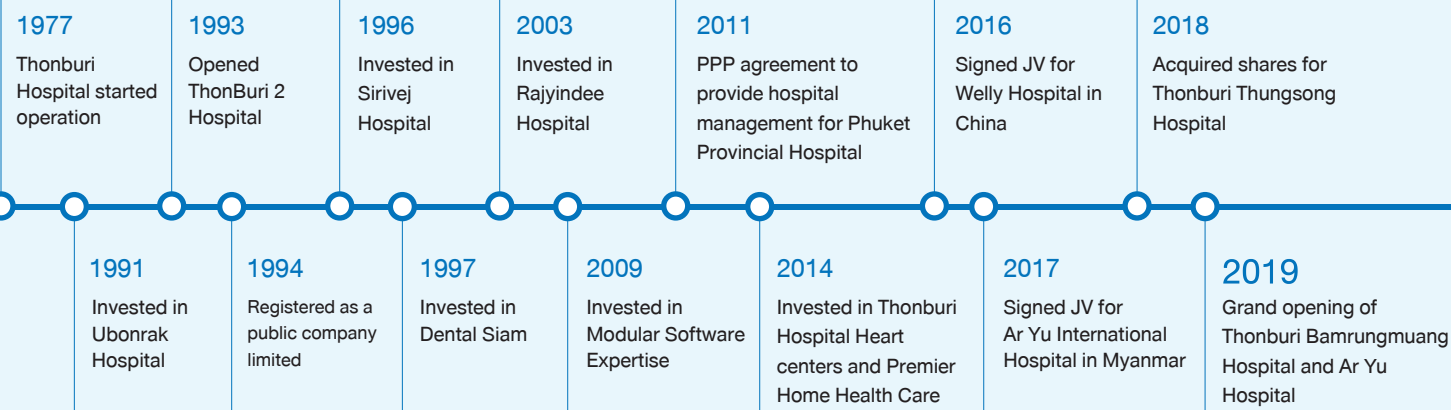 1977
Thonburi
Hospital started
operation
1993
Opened
ThonBuri 2
Hospital
1996
Invested in
Sirivej
Hospital
2003
Invested in
Rajyindee
Hospital
2011
PPP agreement to
provide hospital
management for Phuket
Provincial Hospital
2016
Signed JV for
Welly Hospital in
China
2018
Acquired shares for
Thonburi Thungsong
Hospital
1991
Invested in
Ubonrak
Hospital
1994
Registered as a
public company
limited
1997
Invested in
Dental Siam
2009
Invested in
Modular Software
Expertise
2014
Invested in Thonburi
Hospital Heart
centers and Premier
Home Health Care
2017
Signed JV for
Ar Yu International
Hospital in Myanmar
2019
Grand opening of
Thonburi Bamrungmuang
Hospital and Ar Yu
Hospital